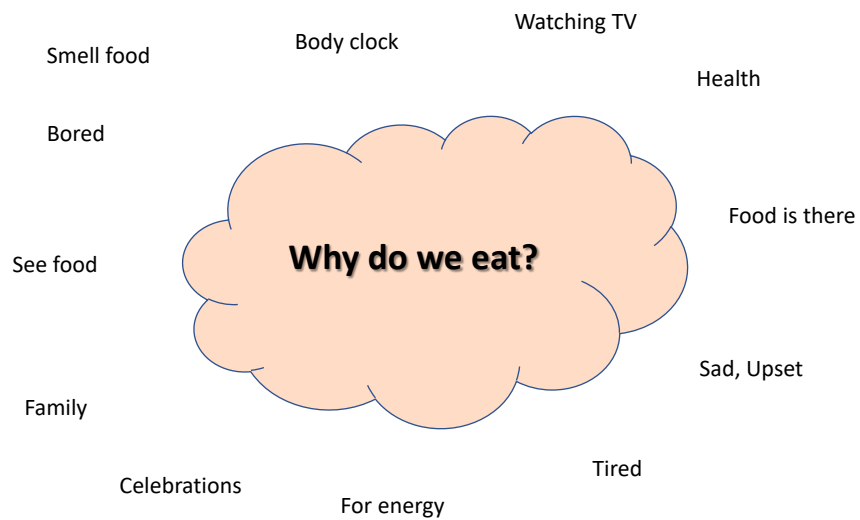 Watching TV
Body clock
Smell food
Health
Bored
Food is there
Why do we eat?
See food
Sad, Upset
Family
Tired
Celebrations
For energy